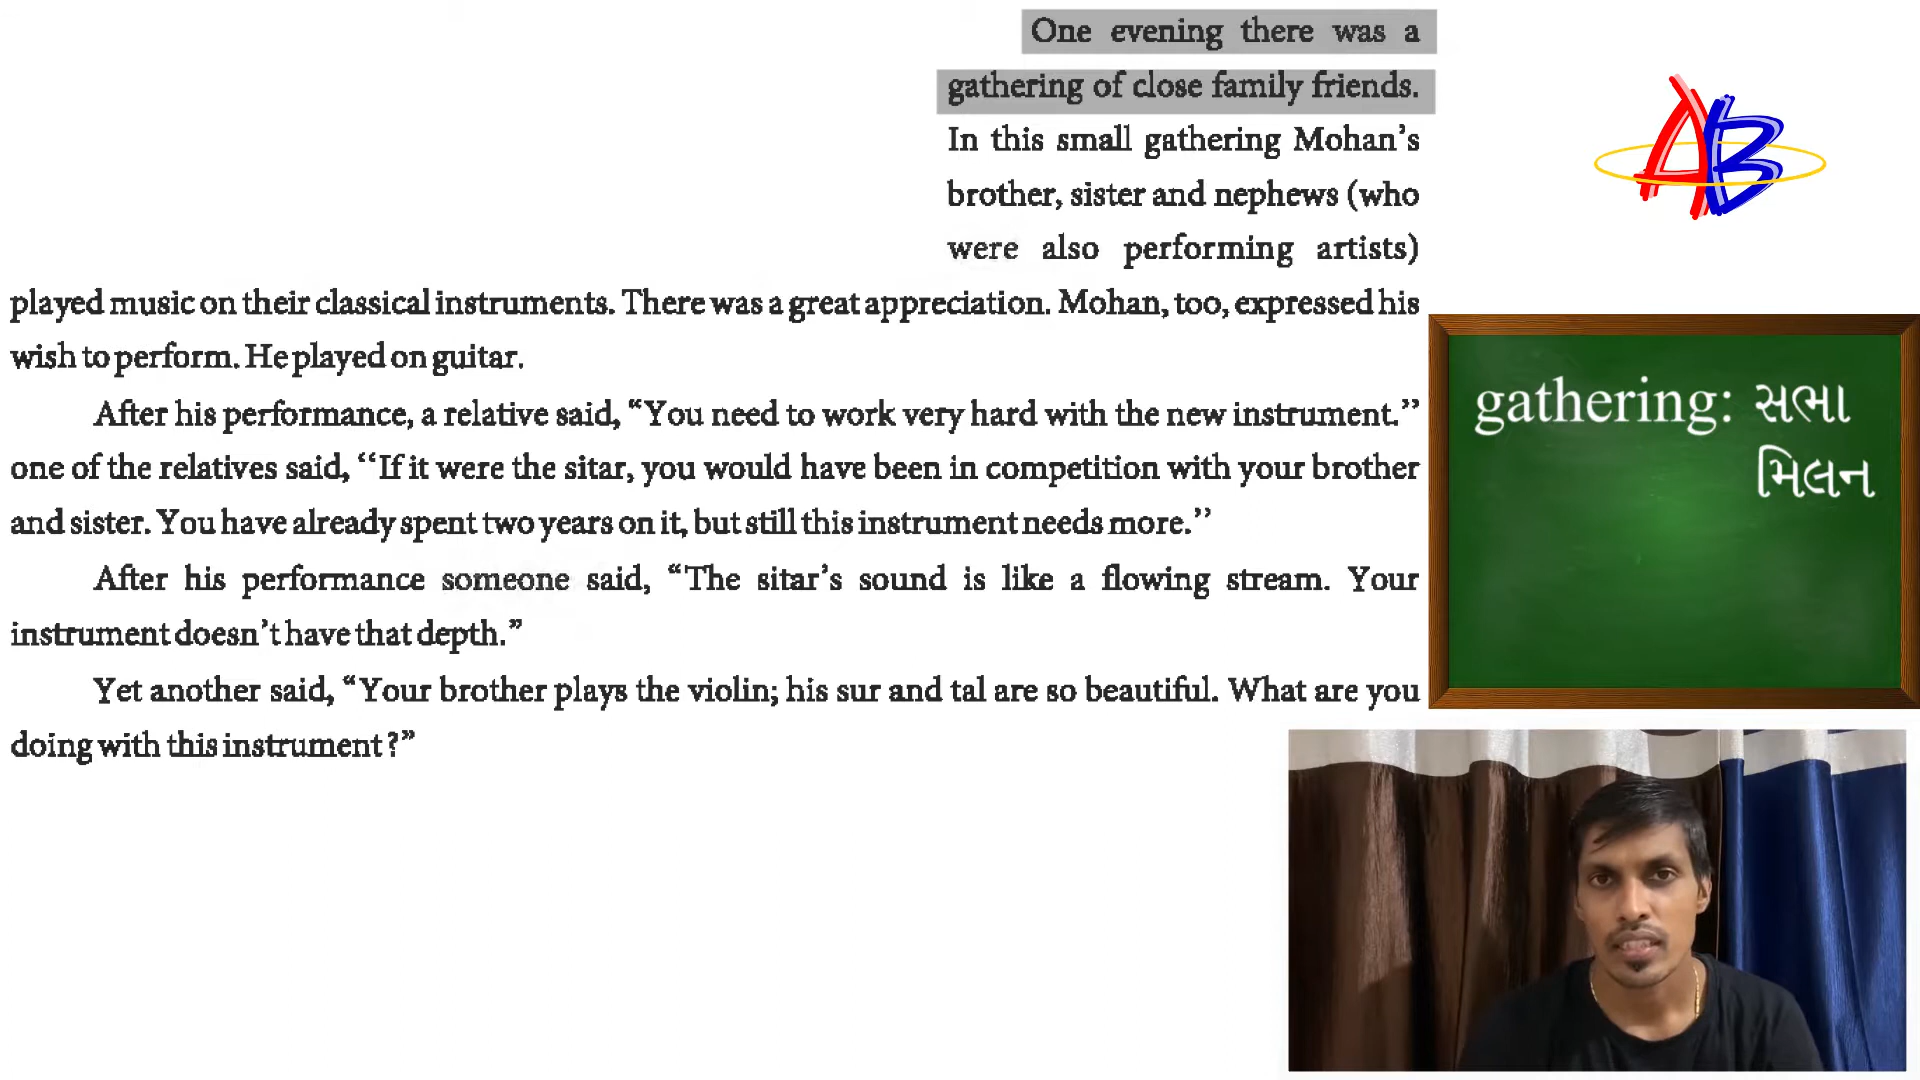 One evening there was a
gathering of close family friends.
In this small gathering Mohan's
brother, sister and nephews (who
were also performing artists)
played music on their classical instruments. There was a great appreciation. Mohan, too, expressed his
wish to perform. He played on guitar.
After his performance, a relative said, “You need to work very hard with the new instrument.’’
one of the relatives said, ‘‘If it were the sitar, you would have been in competition with your brother
and sister. You have already spent two years on it, but still this instrument needs more.’’
After his performance someone said, “The sitar’s sound is like a flowing stream. Your
instrument doesn’t have that depth.”
Yet another said, “Your brother plays the violin; his sur and tal are so beautiful. What are you
doing with this instrument?”
AB
gathering: સભા
મિલન